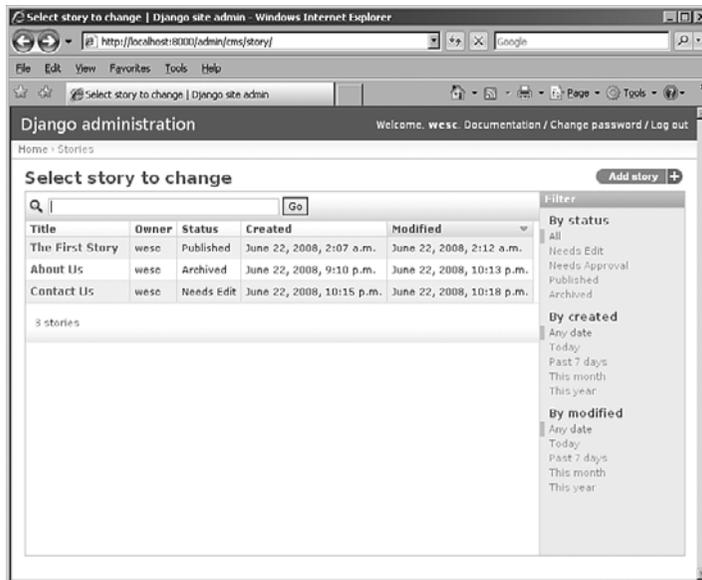 Select story to change | Django site admin - Windows Internet Explorer
http://localhost:8000/admin/cms/story/
Google
File Edit View Favorites Tools Help
Select story to change | Django site admin
Page Tools
Django administration
Welcome, wesc. Documentation / Change password / Log out
Home › Stories
Select story to change
Add story
Go
Title Owner Status Created Modified
The First Story wesc Published June 22, 2008, 2:07 a.m. June 22, 2008, 2:12 a.m.
About Us wesc Archived June 22, 2008, 9:10 p.m. June 22, 2008, 10:13 p.m.
Contact Us wesc Needs Edit June 22, 2008, 10:15 p.m. June 22, 2008, 10:18 p.m.
3 stories
Filter
By status
All
Needs Edit
Needs Approval
Published
Archived
By created
Any date
Today
Past 7 days
This month
This year
By modified
Any date
Today
Past 7 days
This month
This year